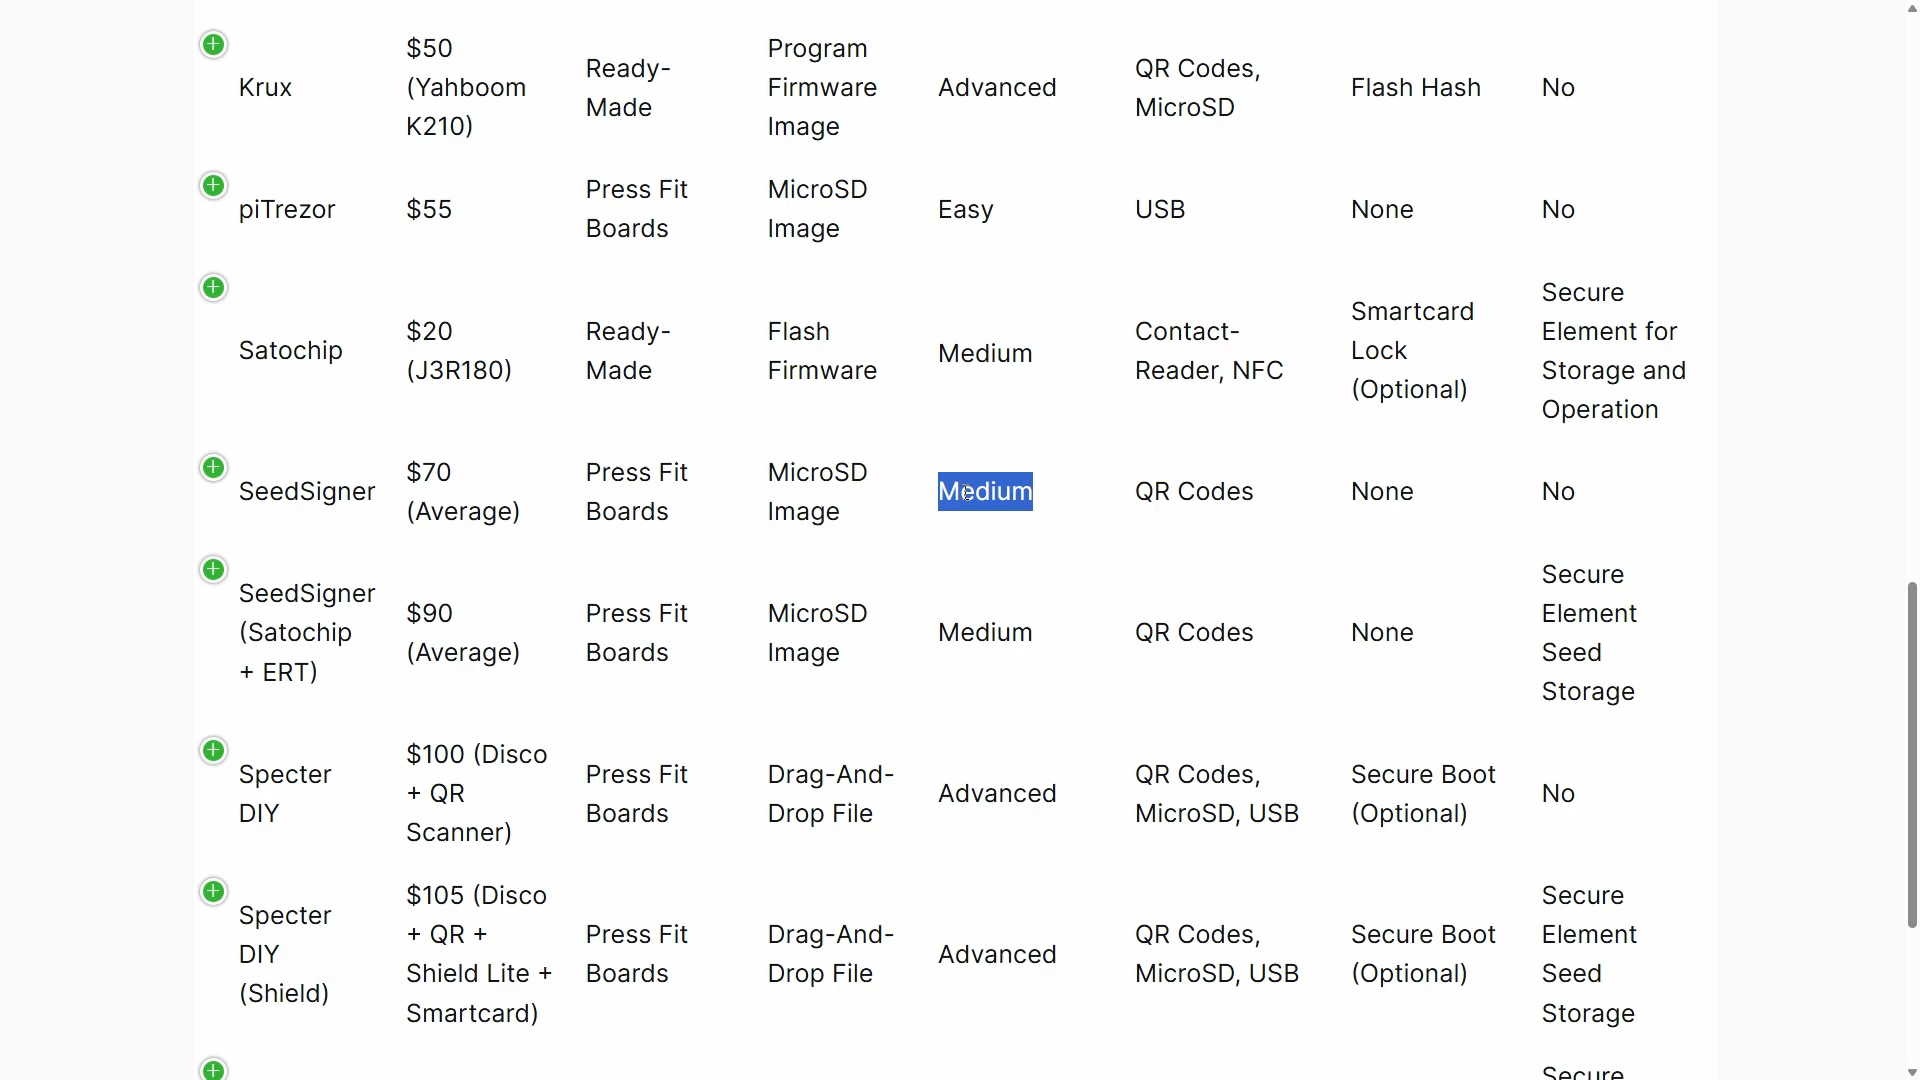 Krux
$50
(Yahboom
K210)
Ready-
Made
Program
Firmware
Image
Advanced
QR Codes,
MicroSD
Flash Hash
No
piTrezor
$55
Press Fit
Boards
MicroSD
Image
Easy
USB
None
No
Satochip
$20
(J3R180)
Ready-
Made
Flash
Firmware
Medium
Contact-
Reader, NFC
Smartcard
Lock
(Optional)
Secure
Element for
Storage and
Operation
SeedSigner
$70
(Average)
Press Fit
Boards
MicroSD
Image
Medium
QR Codes
None
No
SeedSigner
(Satochip
+ ERT)
$90
(Average)
Press Fit
Boards
MicroSD
Image
Medium
QR Codes
None
Secure
Element
Seed
Storage
Specter
DIY
$100 (Disco
+ QR
Scanner)
Press Fit
Boards
Drag-And-
Drop File
Advanced
QR Codes,
MicroSD, USB
Secure Boot
(Optional)
No
Specter
DIY
(Shield)
$105 (Disco
+ QR +
Shield Lite +
Smartcard)
Press Fit
Boards
Drag-And-
Drop File
Advanced
QR Codes,
MicroSD, USB
Secure Boot
(Optional)
Secure
Element
Seed
Storage
Secure